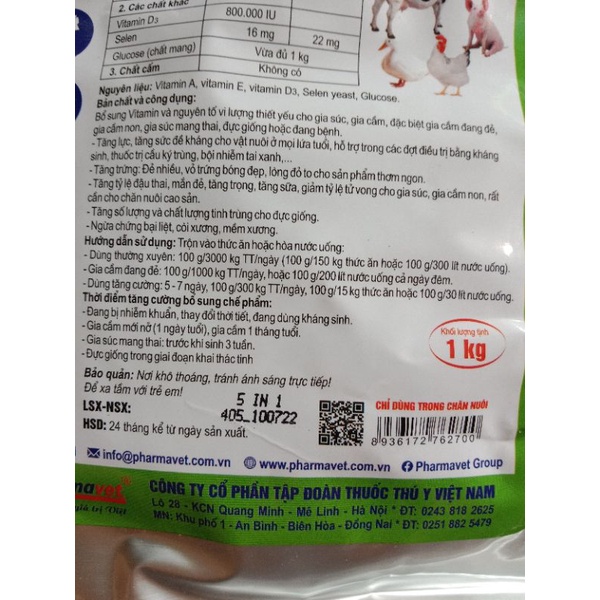 2. Các chất khác
Vitamin D3 800.000 IU
Selen 16 mg 22 mg
Glucose (chất mang) Vừa đủ 1 kg
3. Chất cấm Không có
Nguyên liệu: Vitamin A, vitamin E, vitamin D3, Selen yeast, Glucose.
Bản chất và công dụng:
Bổ sung Vitamin và nguyên tố vi lượng thiết yếu cho gia súc, gia cầm, đặc biệt gia cầm đang đẻ,
gia cầm non, gia súc mang thai, đực giống hoặc đang bệnh.
- Tăng lực, tăng sức đề kháng cho vật nuôi ở mọi lứa tuổi, hỗ trợ trong các đợt điều trị bằng kháng
sinh, thuốc trị cầu ký trùng, bội nhiễm tai xanh,...
- Tăng trứng: Đẻ nhiều, vỏ trứng bóng đẹp, lòng đỏ to cho sản phẩm thơm ngon.
- Tăng tỷ lệ đậu thai, mắn đẻ, tăng trọng, tăng sữa, giảm tỷ lệ tử vong cho gia súc, gia cầm non, rất
cần cho chăn nuôi cao sản.
- Tăng số lượng và chất lượng tinh trùng cho đực giống.
- Ngừa chứng bại liệt, còi xương, mềm xương.
Hướng dẫn sử dụng: Trộn vào thức ăn hoặc hòa nước uống:
- Dùng thường xuyên: 100 g/3000 kg TT/ngày (100 g/150 kg thức ăn hoặc 100 g/300 lít nước uống).
- Gia cầm đang đẻ: 100 g/1000 kg TT/ngày, hoặc 100 g/200 lít nước uống cả ngày đêm.
- Dùng tăng cường: 5 - 7 ngày, 100 g/300 kg TT/ngày, 100 g/15 kg thức ăn hoặc 100 g/30 lít nước uống.
Thời điểm tăng cường bổ sung chế phẩm:
- Đang bị nhiễm khuẩn, thay đổi thời tiết, đang dùng kháng sinh.
- Gia cầm mới nở (1 ngày tuổi), gia cầm 1 tháng tuổi.
- Gia súc mang thai: trước khi sinh 3 tuần.
- Đực giống trong giai đoạn khai thác tinh
Khối lượng tịnh
1 kg
Bảo quản: Nơi khô thoáng, tránh ánh sáng trực tiếp!
Để xa tầm với trẻ em!
LSX-NSX: 5 IN 1
405_100722
HSD: 24 tháng kể từ ngày sản xuất.
CHỈ DÙNG TRONG CHĂN NUÔI
8 936172 762700
info@pharmavet.com.vn www.pharmavet.com.vn Pharmavet Group
CÔNG TY CỔ PHẦN TẬP ĐOÀN THUỐC THÚ Y VIỆT NAM
Lô 28 - KCN Quang Minh - Mê Linh - Hà Nội * ĐT: 0243 818 2625
MN: Khu phố 1 - An Bình - Biên Hòa - Đồng Nai * ĐT: 0251 882 5479